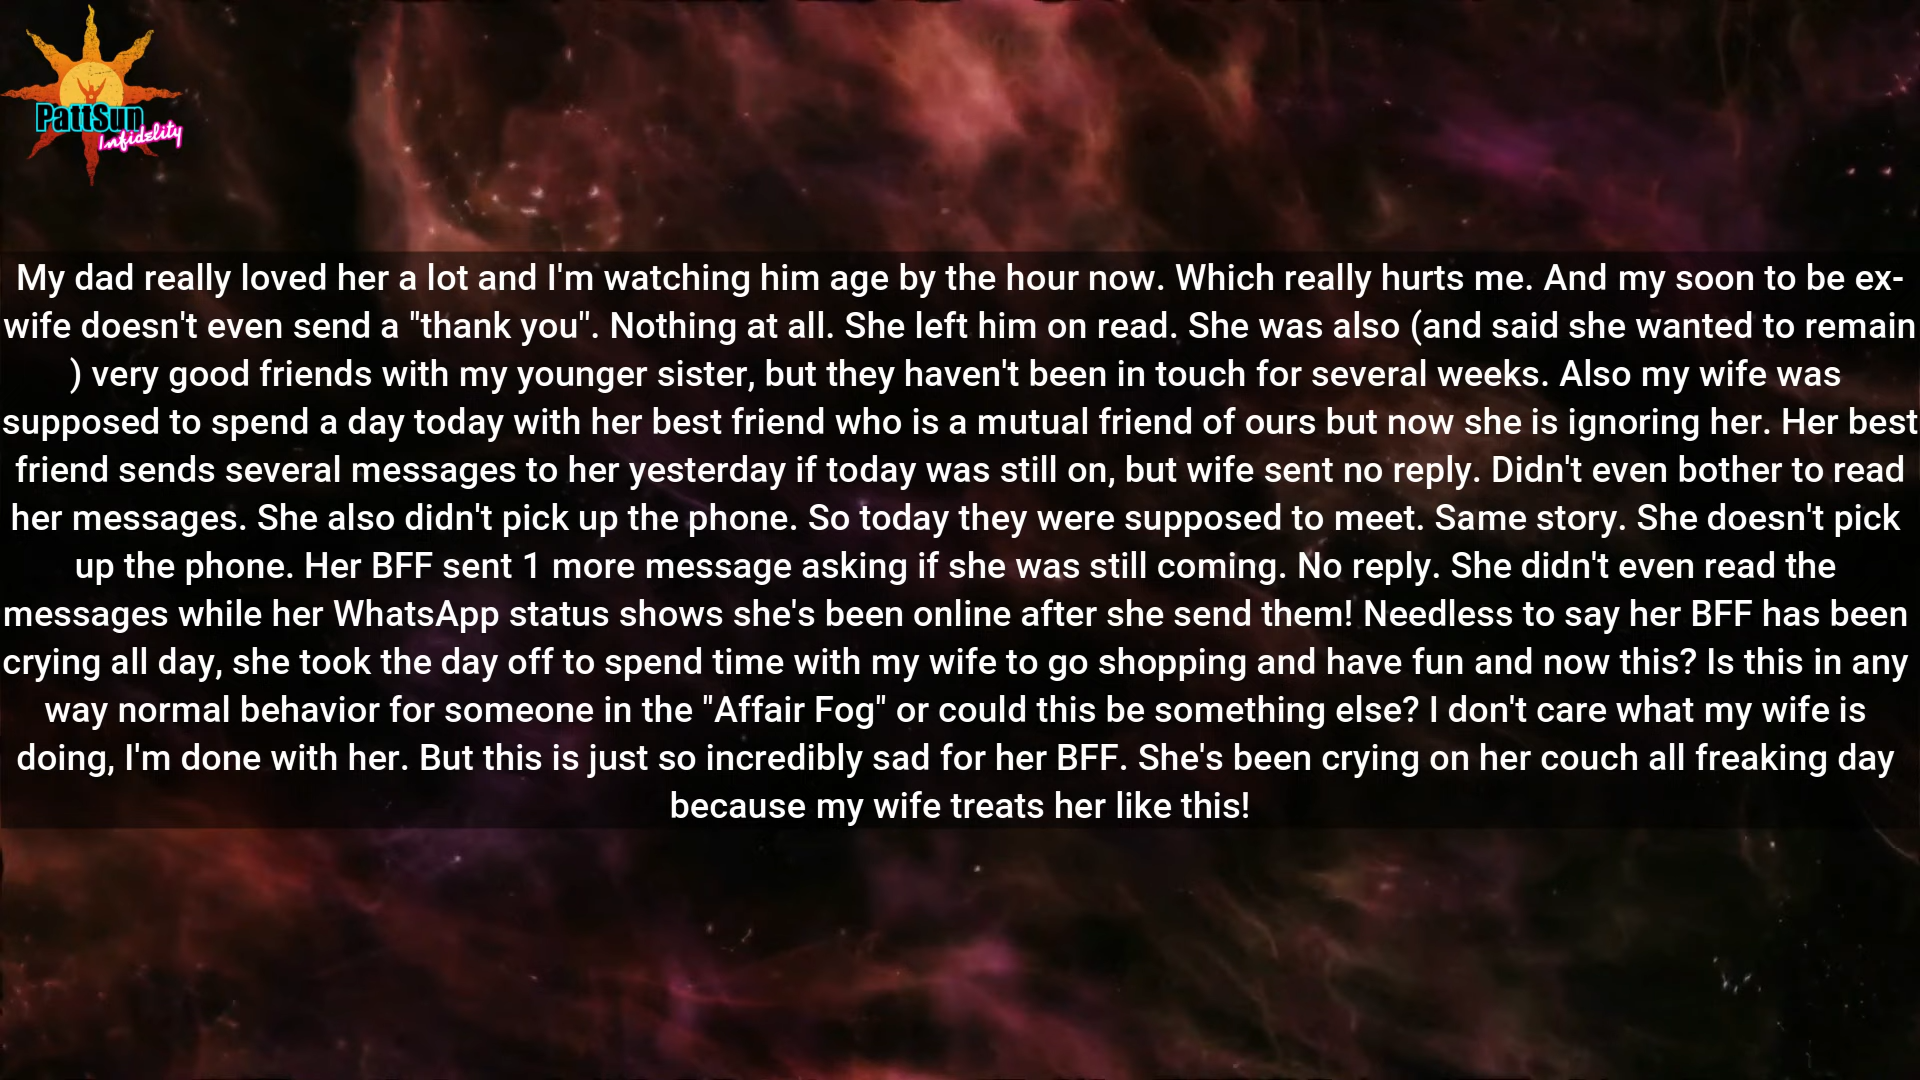 PattSun
Infidelity
My dad really loved her a lot and I'm watching him age by the hour now. Which really hurts me. And my soon to be ex-
wife doesn't even send a "thank you". Nothing at all. She left him on read. She was also (and said she wanted to remain
) very good friends with my younger sister, but they haven't been in touch for several weeks. Also my wife was
supposed to spend a day today with her best friend who is a mutual friend of ours but now she is ignoring her. Her best
friend sends several messages to her yesterday if today was still on, but wife sent no reply. Didn't even bother to read
her messages. She also didn't pick up the phone. So today they were supposed to meet. Same story. She doesn't pick
up the phone. Her BFF sent 1 more message asking if she was still coming. No reply. She didn't even read the
messages while her WhatsApp status shows she's been online after she send them! Needless to say her BFF has been
crying all day, she took the day off to spend time with my wife to go shopping and have fun and now this? Is this in any
way normal behavior for someone in the "Affair Fog" or could this be something else? I don't care what my wife is
doing, I'm done with her. But this is just so incredibly sad for her BFF. She's been crying on her couch all freaking day
because my wife treats her like this!